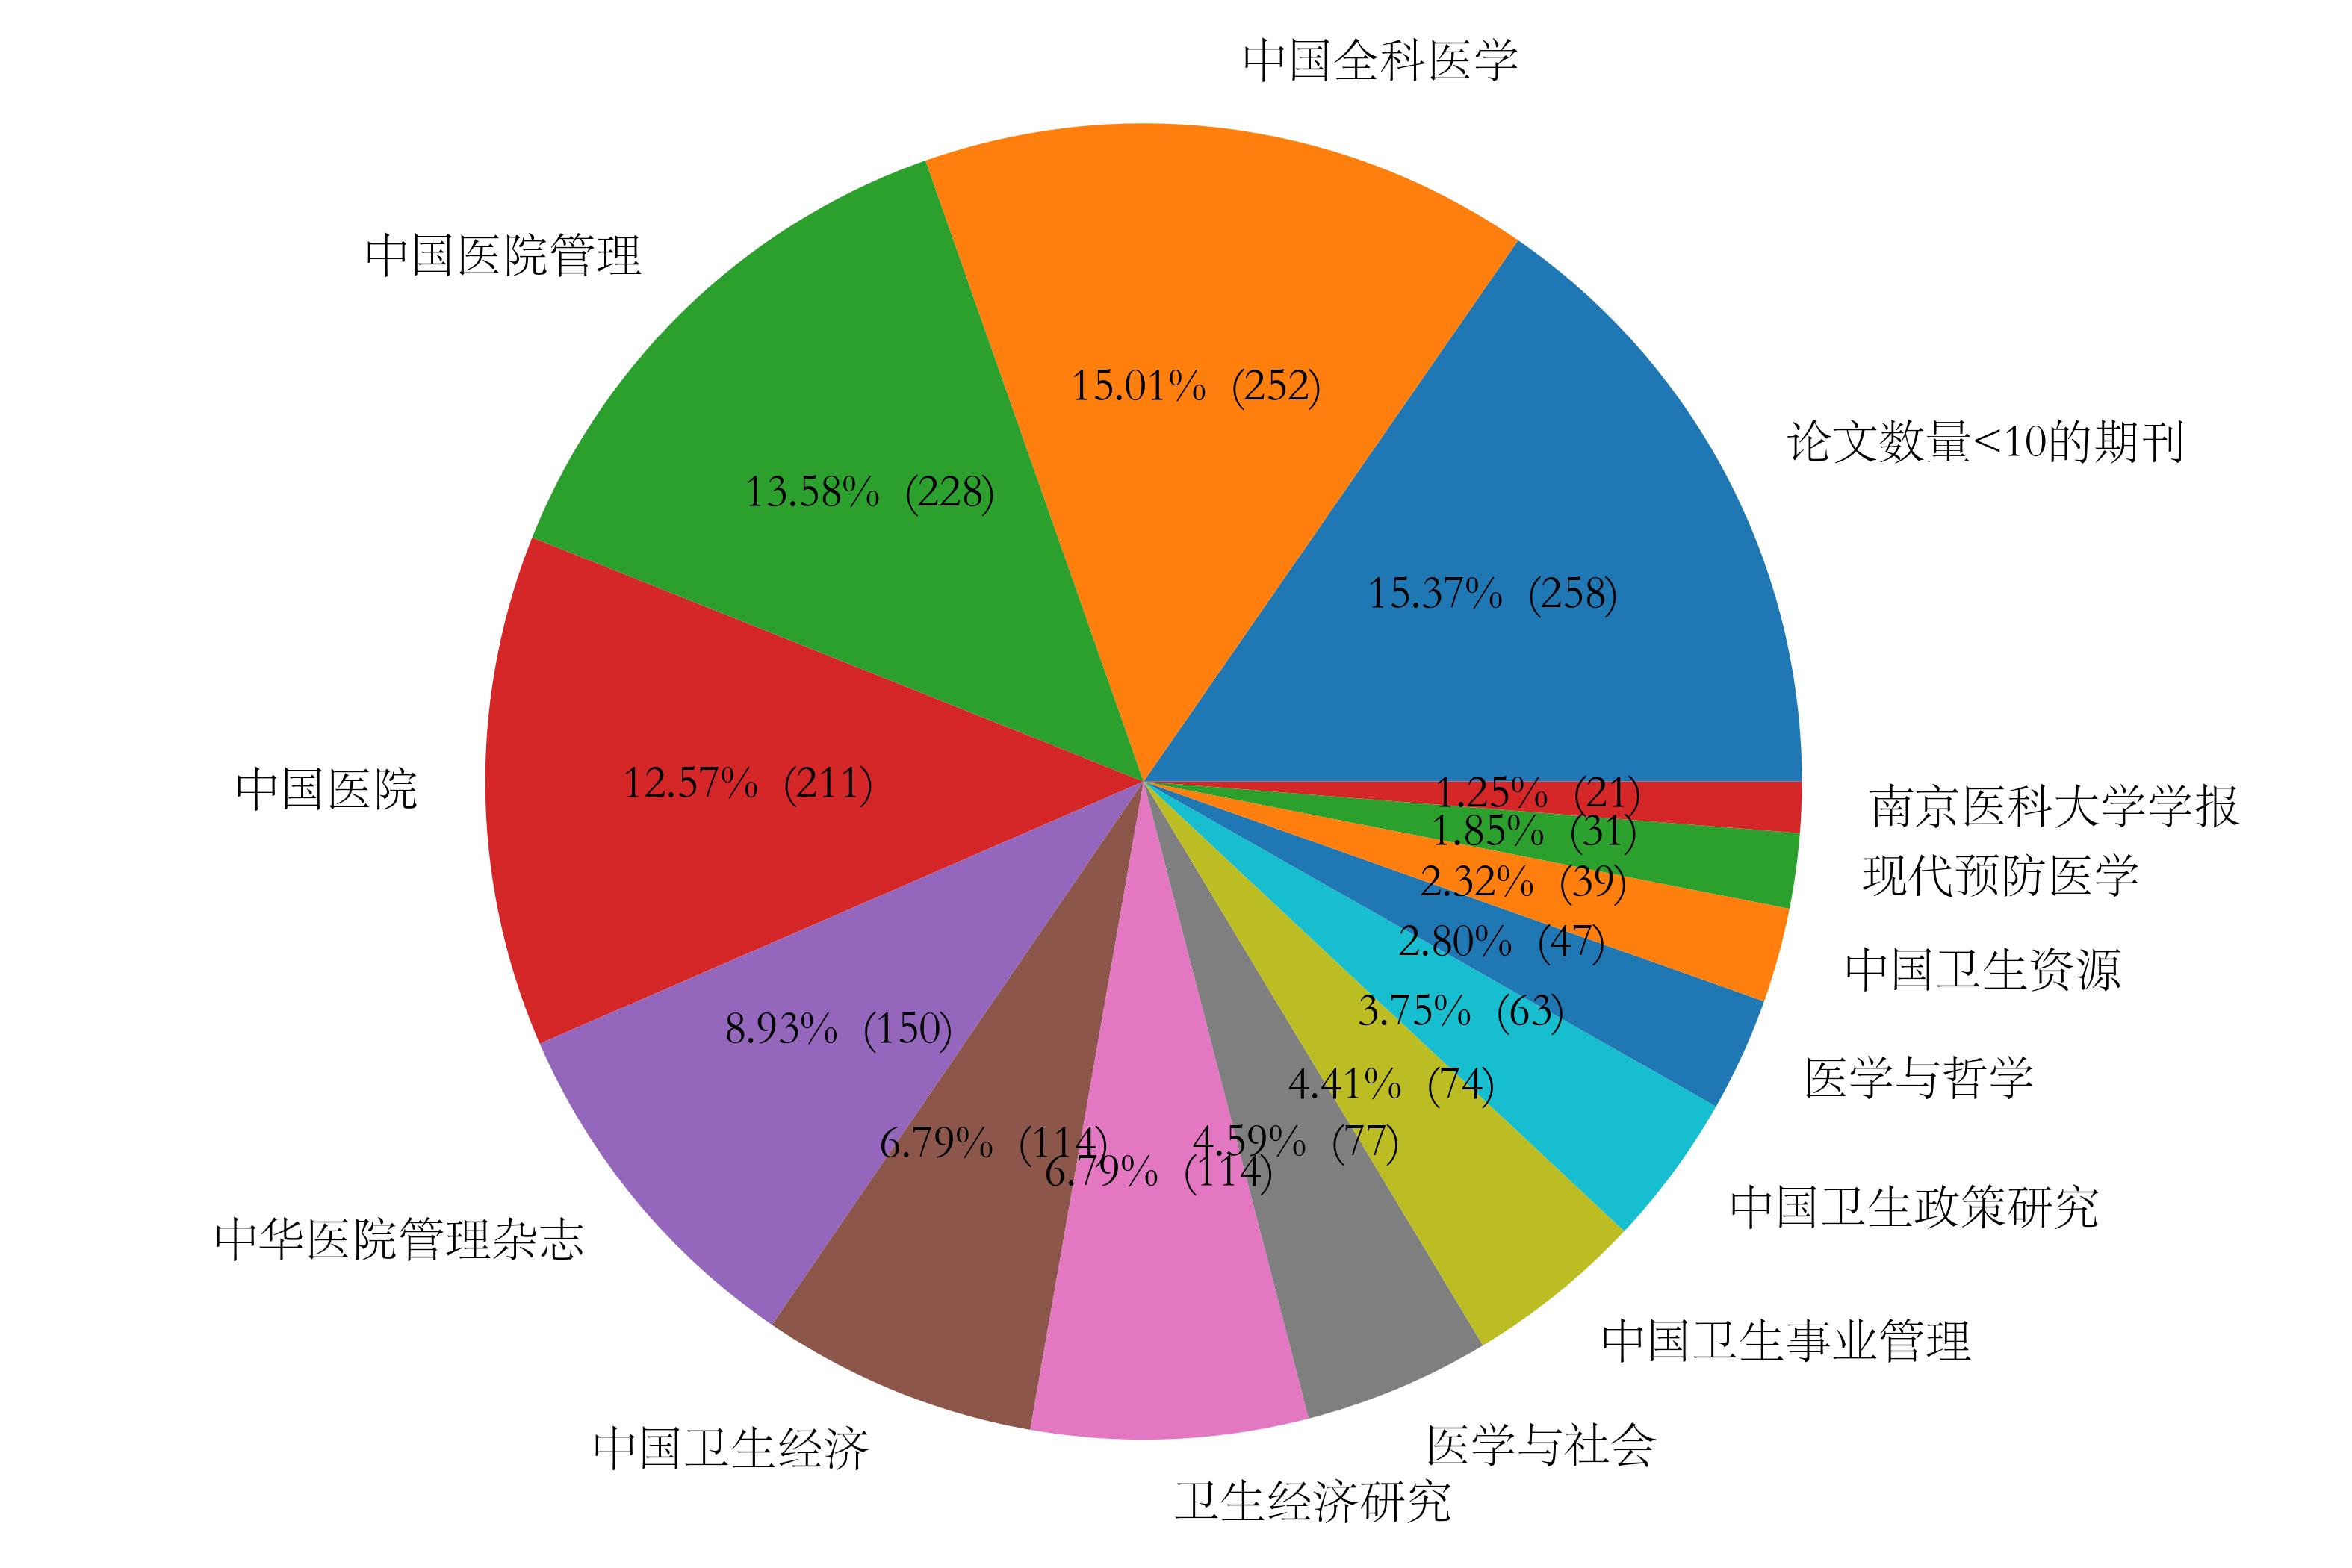 中国全科医学
中国医院管理
15.01% (252)
论文数量<10的期刊
13.58% (228)
15.37% (258)
中国医院
12.57% (211)
1.25% (21)
南京医科大学学报
1.85% (31)
现代预防医学
2.32% (39)
2.80% (47)
中国卫生资源
3.75% (63)
8.93% (150)
医学与哲学
4.41% (74)
6.79% (114)
4.59% (77)
6.79% (114)
中国卫生政策研究
中华医院管理杂志
中国卫生事业管理
中国卫生经济
医学与社会
卫生经济研究